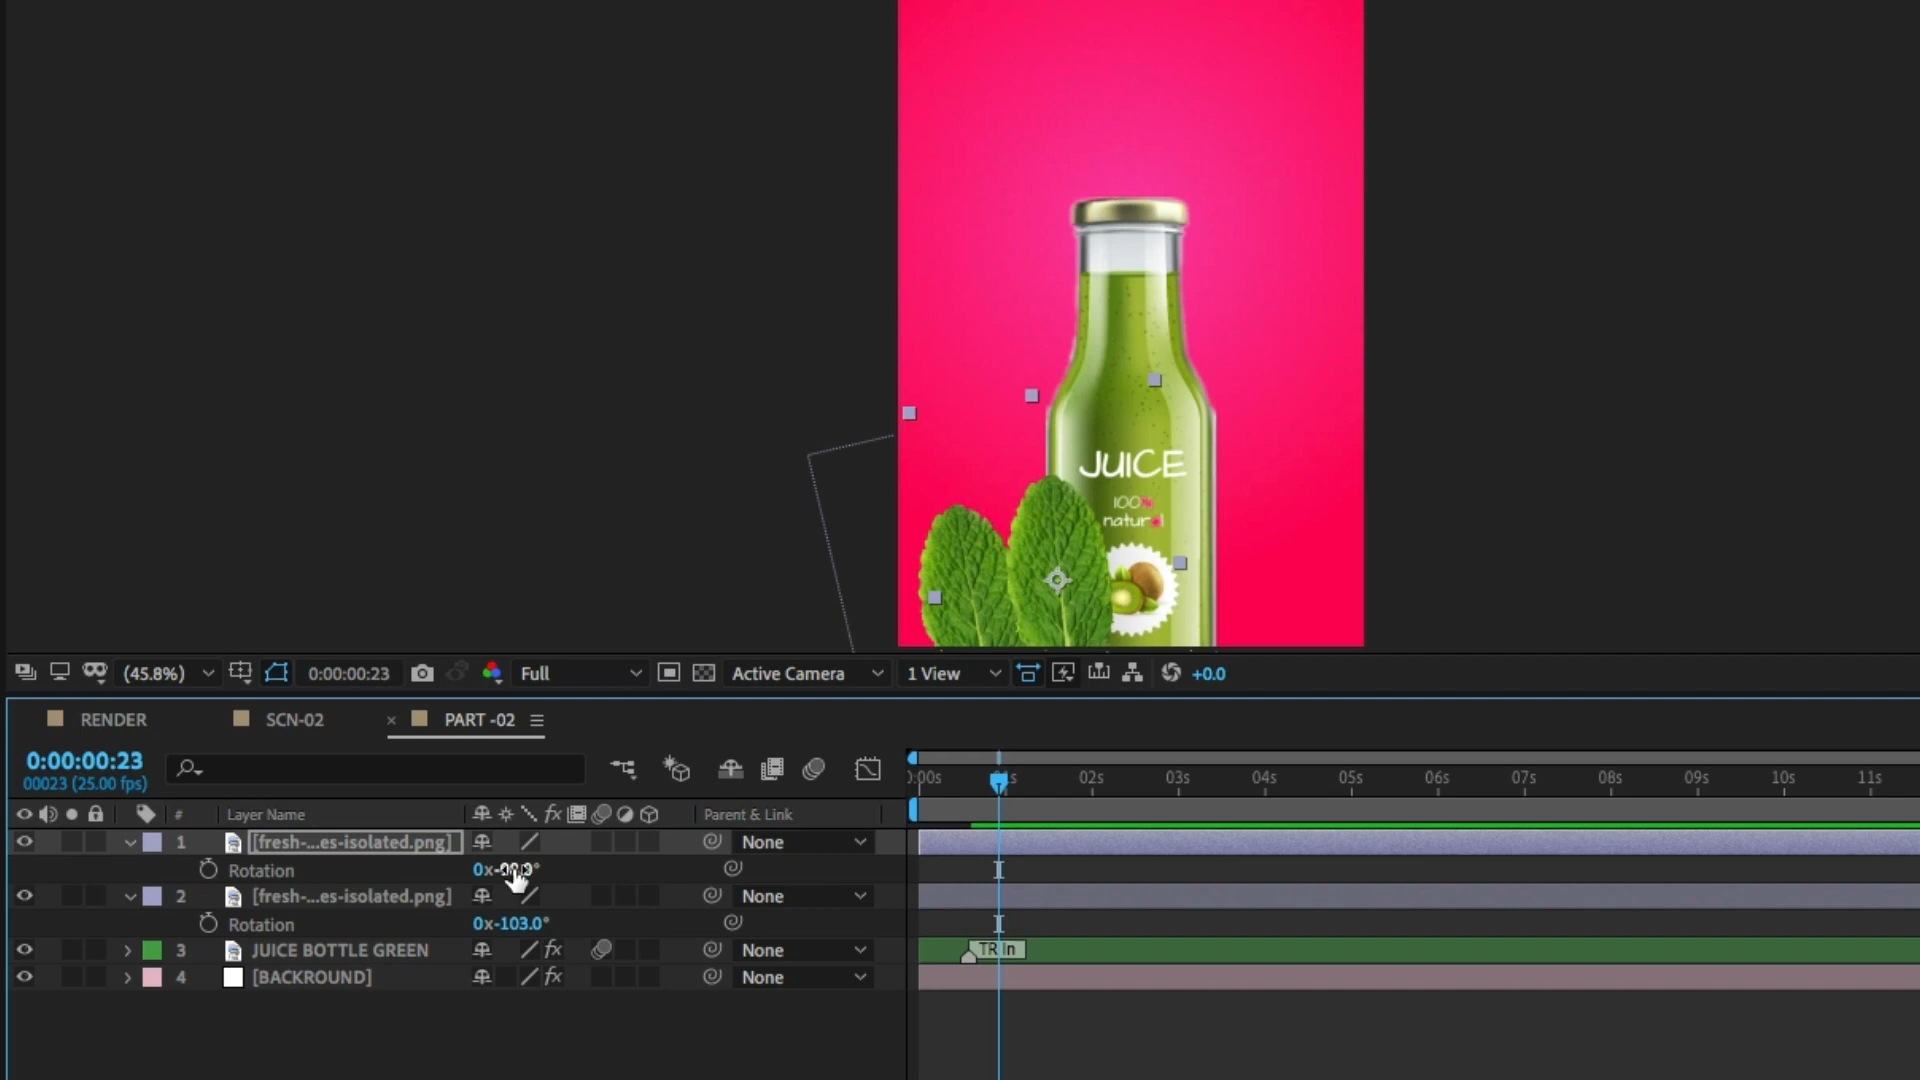 JUICE
100%
natural
(45.8%)
0:00:00:23
Full
Active Camera
1 View
+0.0
RENDER
SCN-02
× PART -02
0:00:00:23
00023 (25.00 fps)
:00s 02s 03s 04s 05s 06s 07s 08s 09s 10s 11s
# Layer Name Parent & Link
1 [fresh-...es-isolated.png] None
Rotation 0x
2 [fresh-...es-isolated.png] None
Rotation 0x-103.0°
3 JUICE BOTTLE GREEN fx None
TR In
4 [BACKROUND] fx None